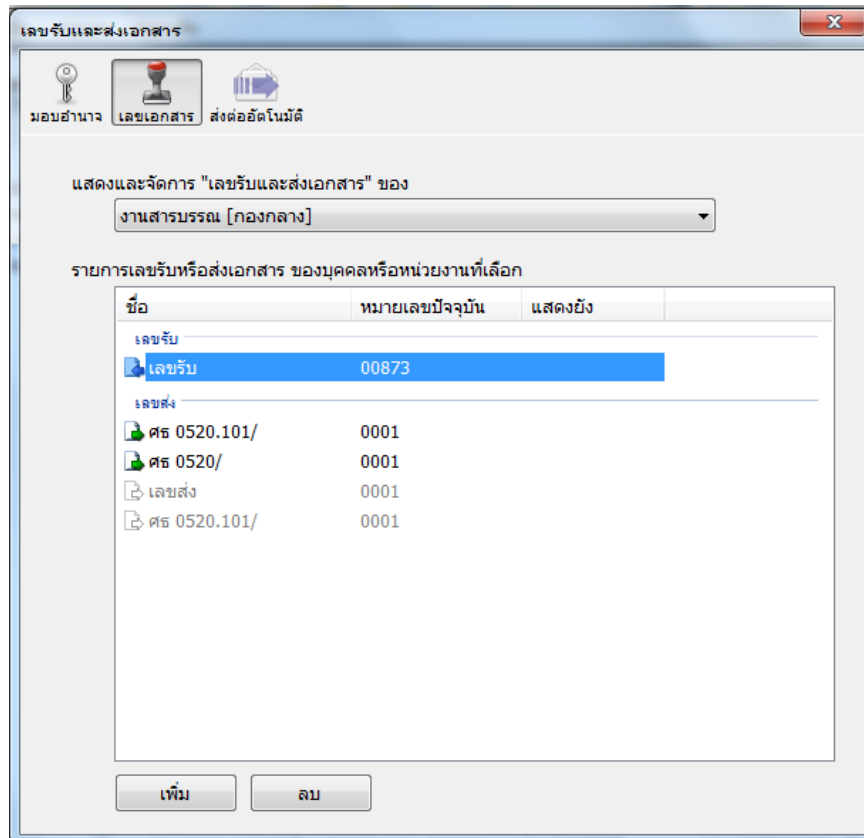 เลขรับและส่งเอกสาร
มอบอำนาจ เลขเอกสาร ส่งต่ออัตโนมัติ
แสดงและจัดการ "เลขรับและส่งเอกสาร" ของ
งานสารบรรณ [กองกลาง]
รายการเลขรับหรือส่งเอกสาร ของบุคคลหรือหน่วยงานที่เลือก
ชื่อ หมายเลขปัจจุบัน แสดงยัง
เลขรับ
เลขรับ 00873
เลขส่ง
ศธ 0520.101/ 0001
ศธ 0520/ 0001
เลขส่ง 0001
ศธ 0520.101/ 0001
เพิ่ม ลบ